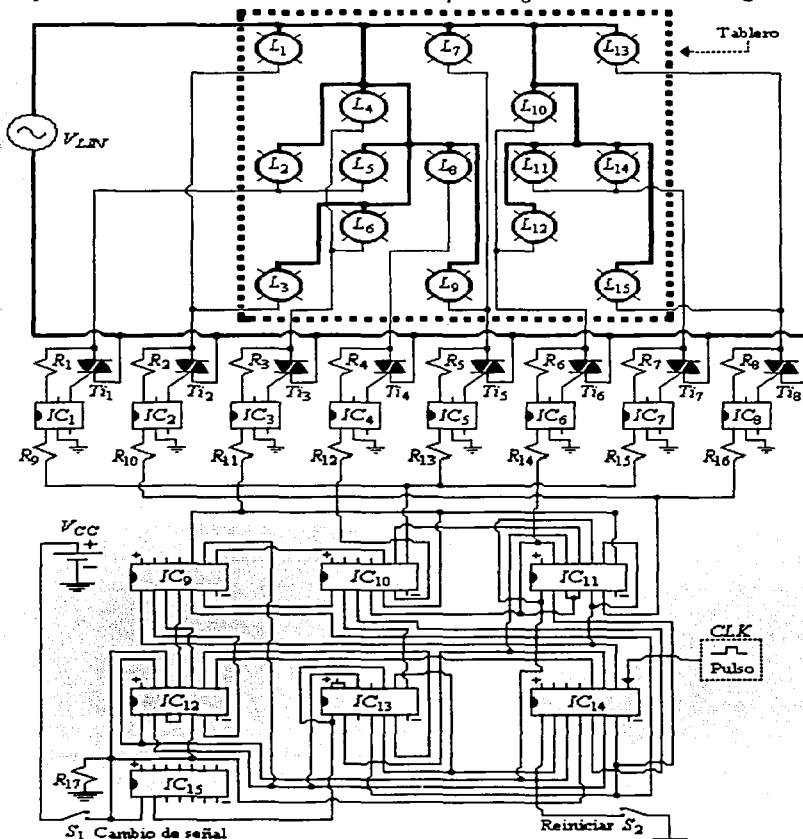 L1 L7 L13 Tablero
L4 L10
VLIN
L2 L5 L8 L11 L14
L6 L12
L3 L9 L15
R1 R2 R3 R4 R5 R6 R7 R8
Ti1 Ti2 Ti3 Ti4 Ti5 Ti6 Ti7 Ti8
IC1 IC2 IC3 IC4 IC5 IC6 IC7 IC8
R9 R10 R11 R12 R13 R14 R15 R16
VCC
+
−
+ + +
IC9 IC10 IC11
− − −
CLK
Pulso
+ + +
IC12 IC13 IC14
− − −
R17
+
IC15
−
S1 Cambio de señal Reiniciar S2